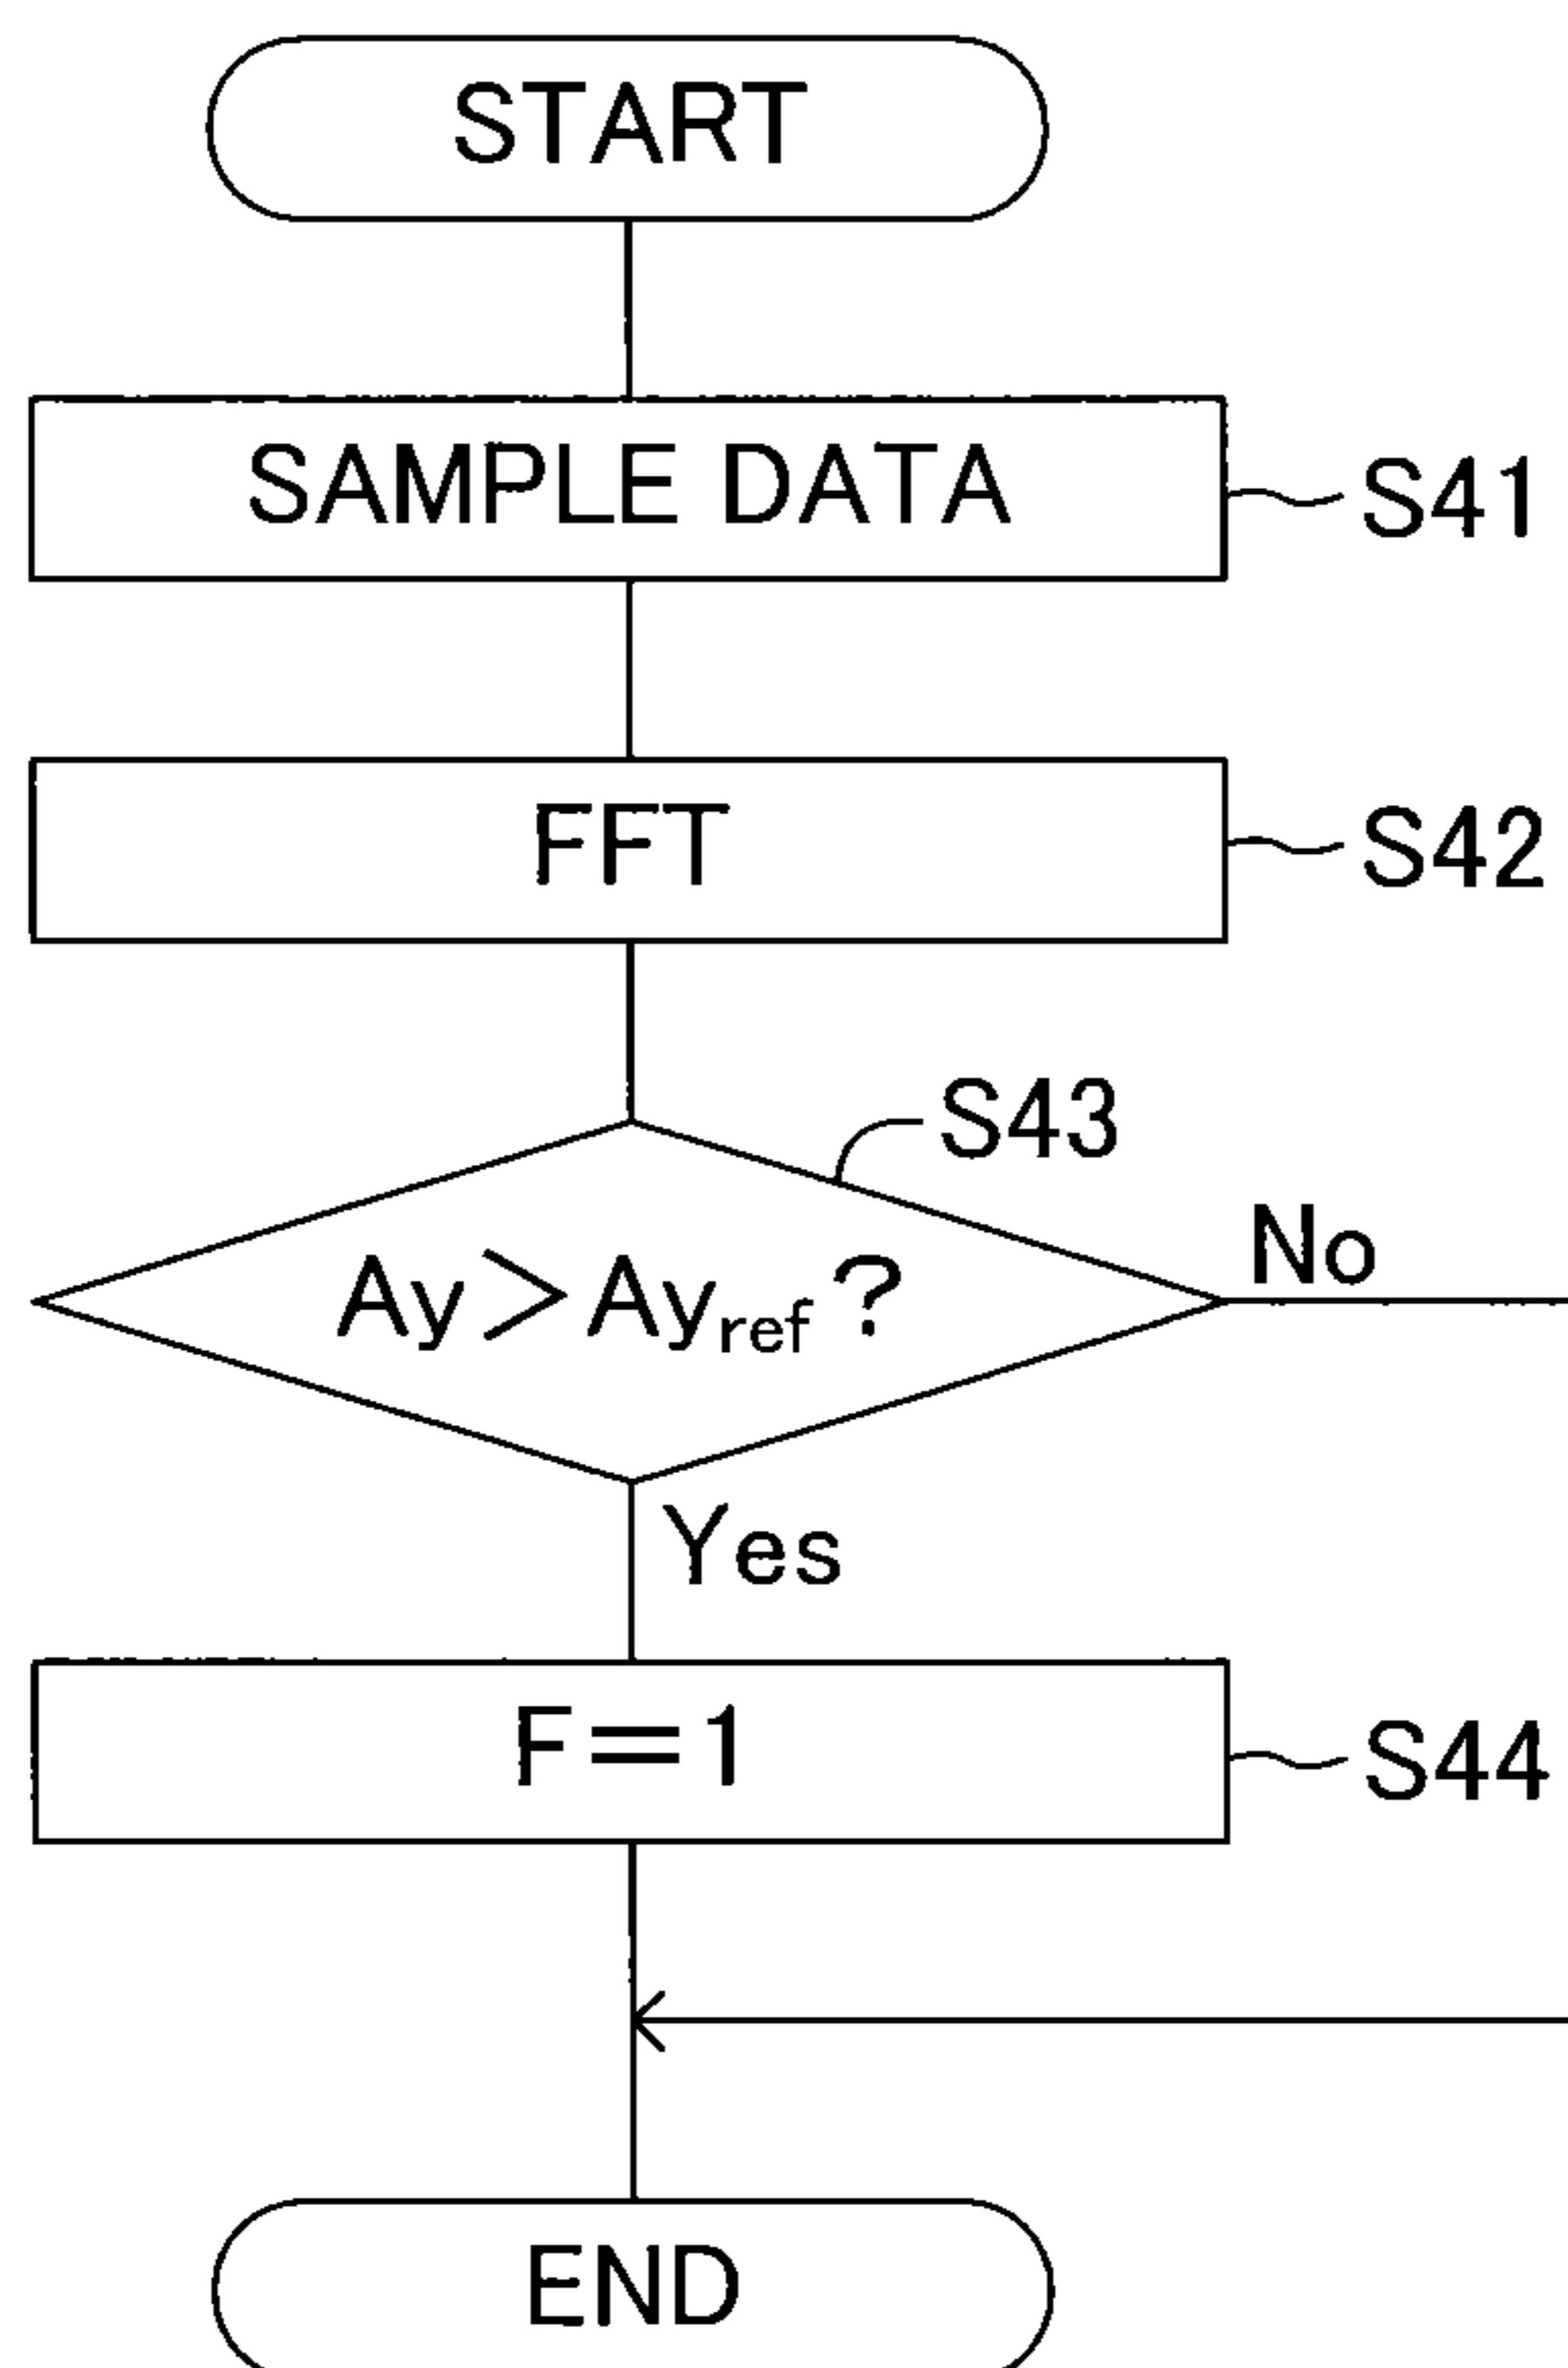 START
SAMPLE DATA
S41
FFT
S42
S43
Ay>Ayref?
No
Yes
F=1
S44
END